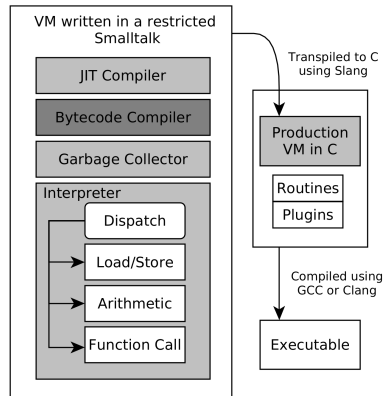 VM written in a restricted
Smalltalk
JIT Compiler
Bytecode Compiler
Garbage Collector
Interpreter
Dispatch
Load/Store
Arithmetic
Function Call
Transpiled to C
using Slang
Production
VM in C
Routines
Plugins
Compiled using
GCC or Clang
Executable